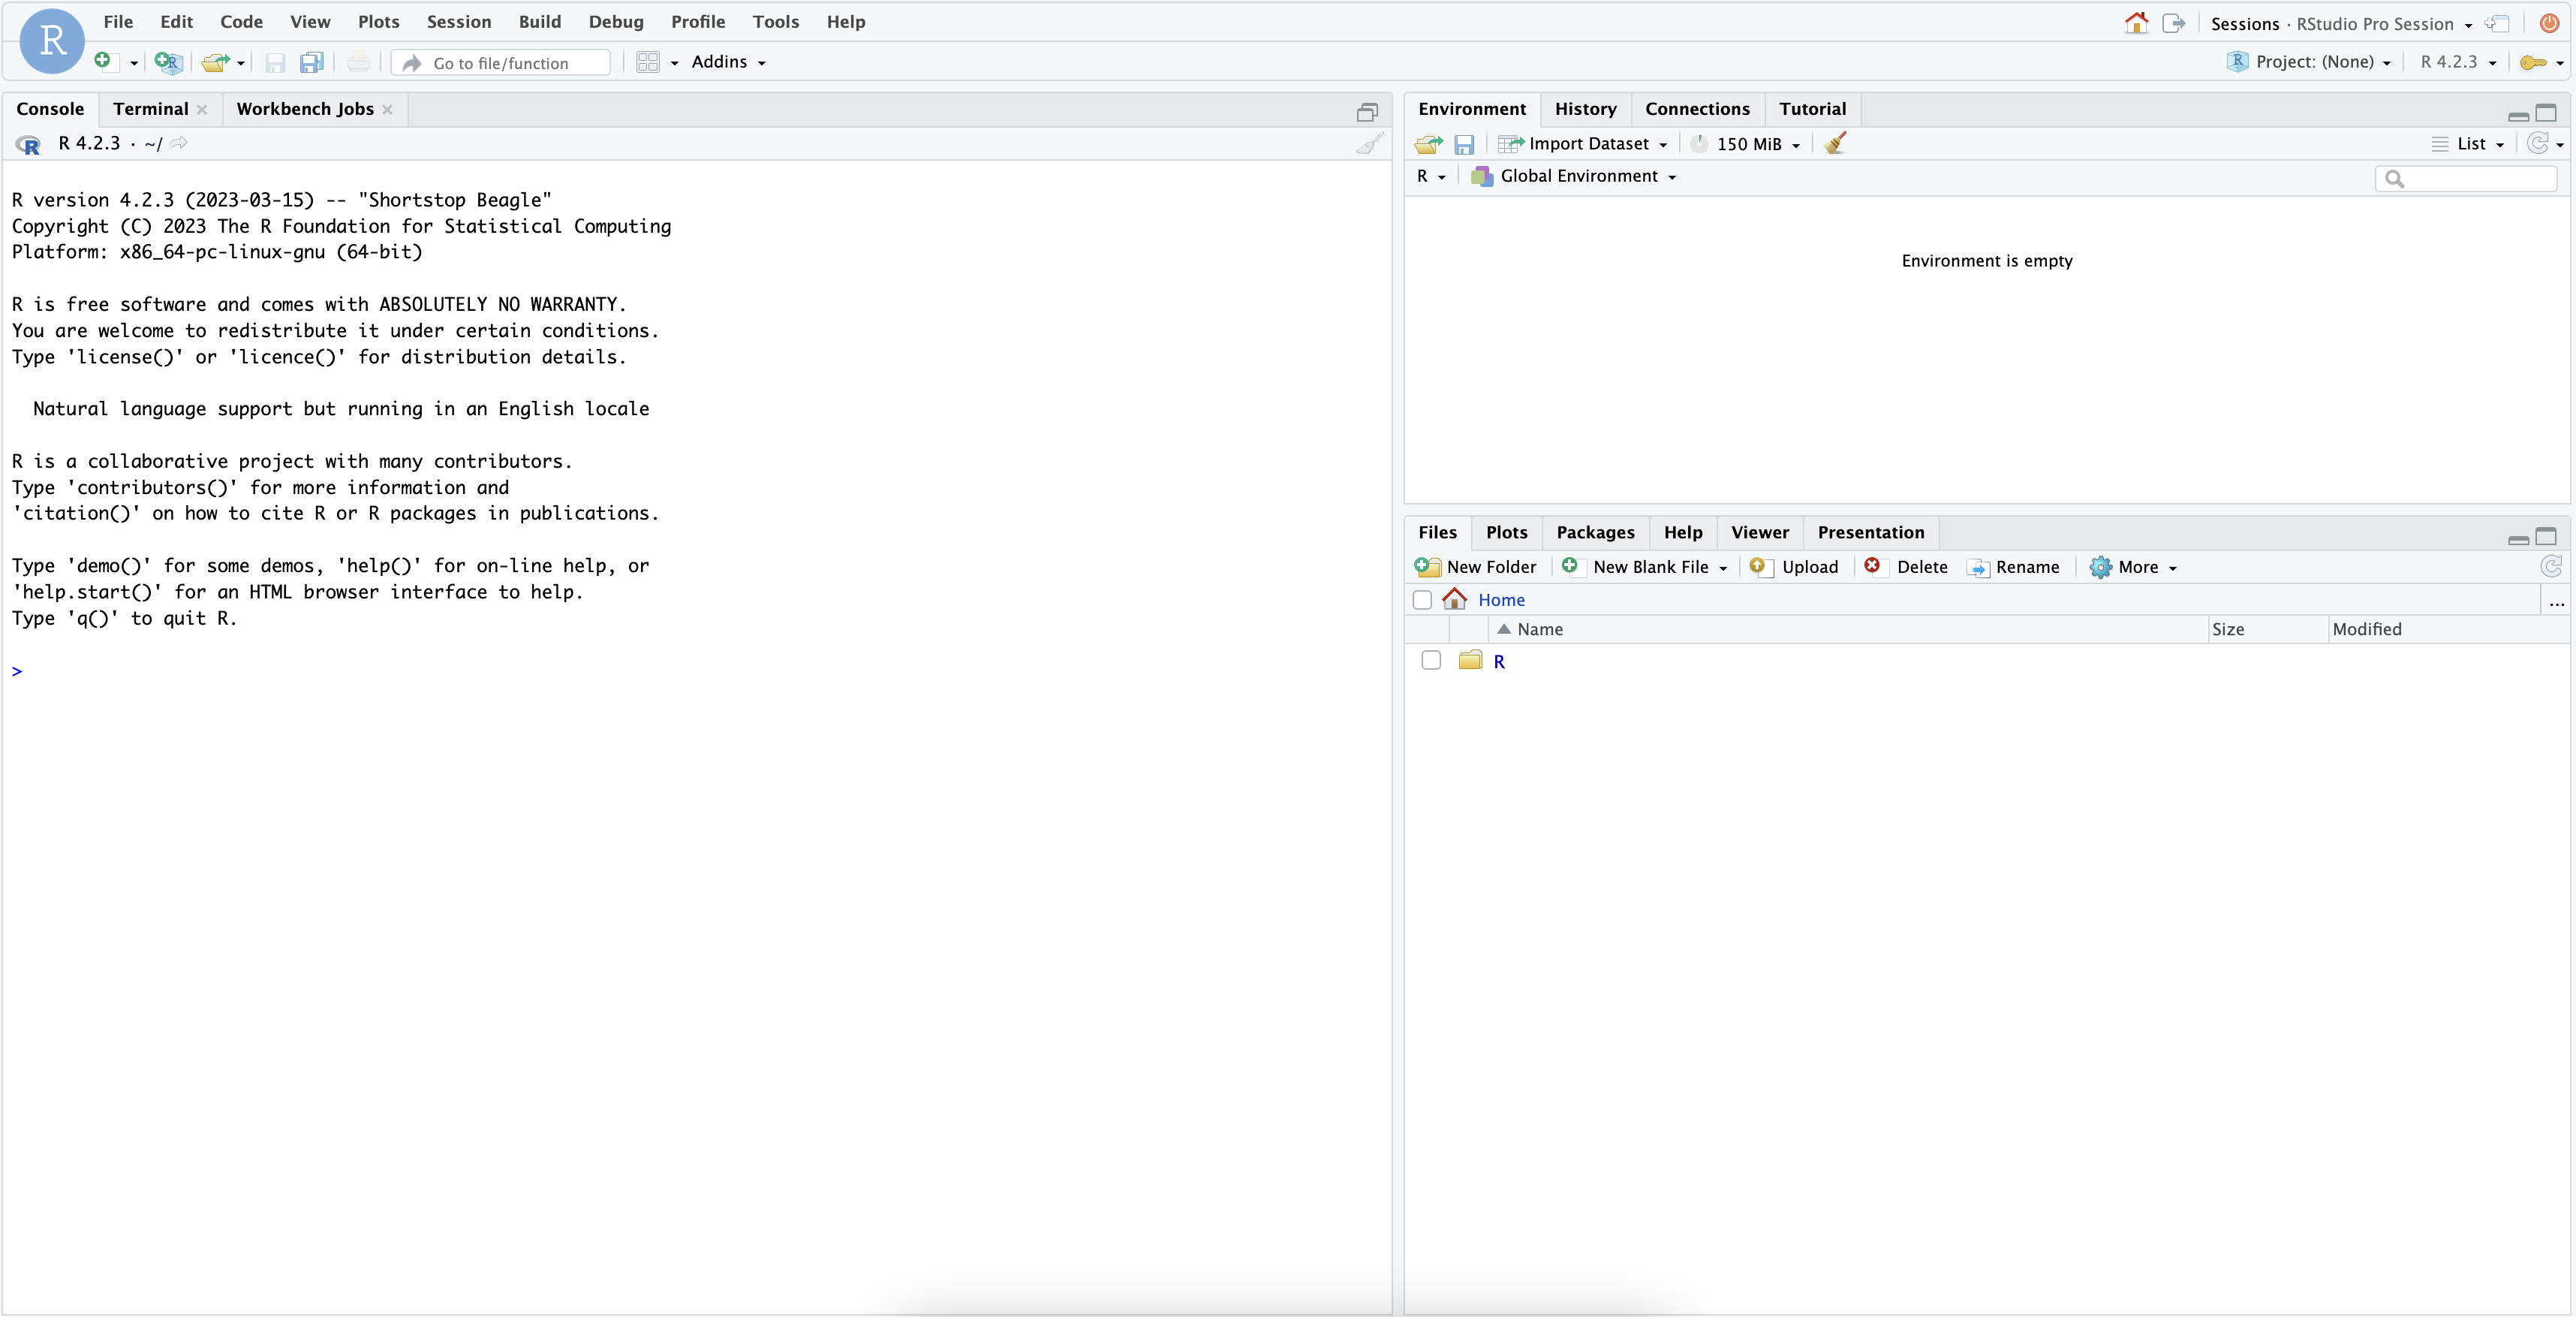 R
File Edit Code View Plots Session Build Debug Profile Tools Help
Sessions · RStudio Pro Session
R
Go to file/function
Addins
R Project: (None)
R 4.2.3
Console Terminal Workbench Jobs
R R 4.2.3 · ~/
R version 4.2.3 (2023-03-15) -- "Shortstop Beagle"
Copyright (C) 2023 The R Foundation for Statistical Computing
Platform: x86_64-pc-linux-gnu (64-bit)
R is free software and comes with ABSOLUTELY NO WARRANTY.
You are welcome to redistribute it under certain conditions.
Type 'license()' or 'licence()' for distribution details.
Natural language support but running in an English locale
R is a collaborative project with many contributors.
Type 'contributors()' for more information and
'citation()' on how to cite R or R packages in publications.
Type 'demo()' for some demos, 'help()' for on-line help, or
'help.start()' for an HTML browser interface to help.
Type 'q()' to quit R.
>
Environment History Connections Tutorial
Import Dataset 150 MiB List
R Global Environment
Environment is empty
Files Plots Packages Help Viewer Presentation
New Folder New Blank File Upload Delete Rename More
Home ...
Name Size Modified
R